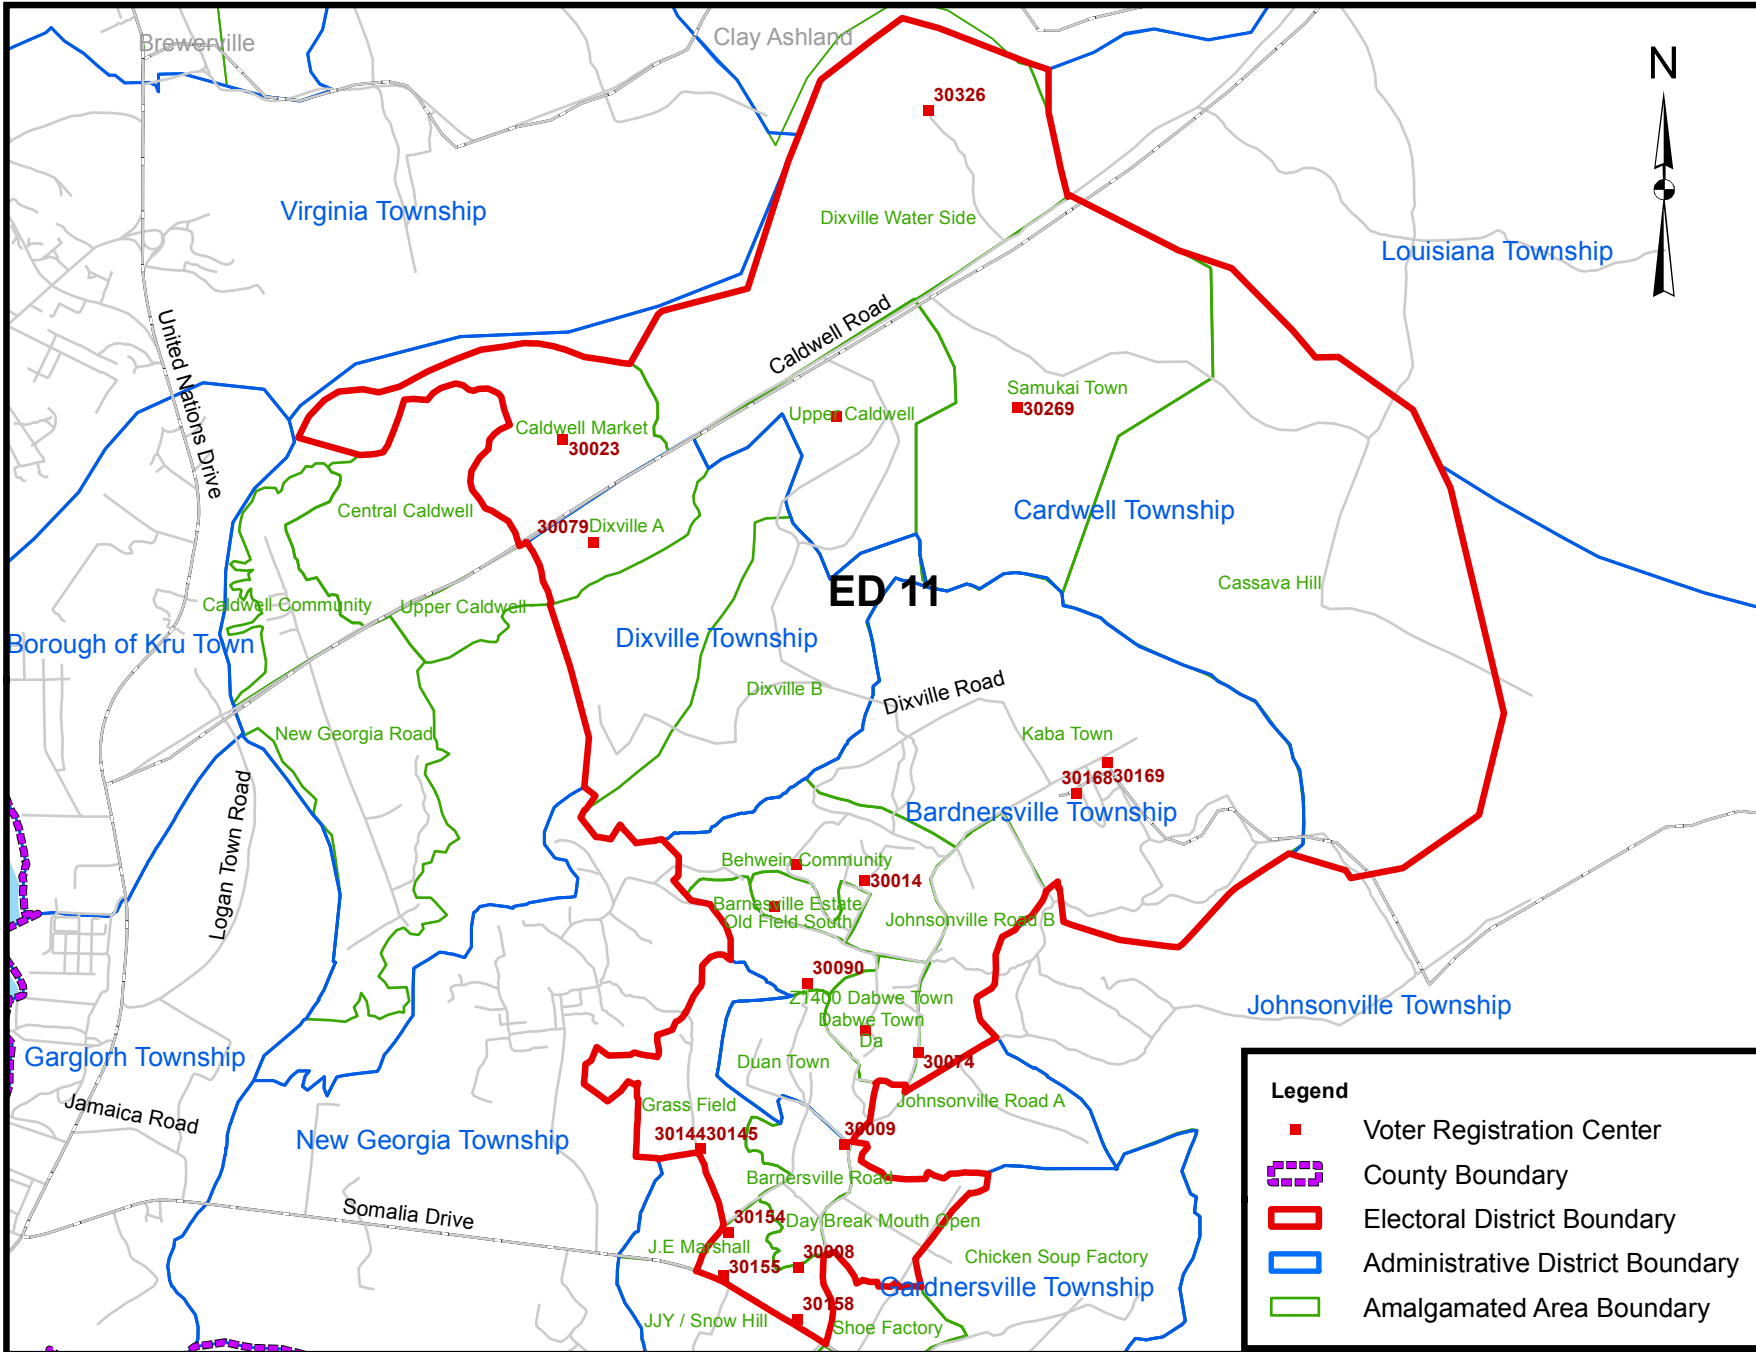 Brewerville
Clay Ashland
N
30326
Virginia Township
Dixville Water Side
Louisiana Township
United Nations Drive
Caldwell Road
Samukai Town
30269
Upper Caldwell
Caldwell Market
30023
Central Caldwell
Cardwell Township
30079
Dixville A
ED 11
Cassava Hill
Caldwell Community
Upper Caldwell
Borough of Kru Town
Dixville Township
Dixville B
Dixville Road
New Georgia Road
Kaba Town
30168
30169
Logan Town Road
Bardnersville Township
Behwein Community
30014
Barnesville Estate
Old Field South
Johnsonville Road B
30090
Z1400 Dabwe Town
Johnsonville Township
Dabwe Town
Da
Garglorh Township
Duan Town
30074
Jamaica Road
Grass Field
Johnsonville Road A
New Georgia Township
30144
30145
30009
Barnersville Road
Somalia Drive
30154
Day Break Mouth Open
J.E Marshall
30155
30008
Chicken Soup Factory
Gardnersville Township
30158
JJY / Snow Hill
Shoe Factory
Legend
Voter Registration Center
County Boundary
Electoral District Boundary
Administrative District Boundary
Amalgamated Area Boundary